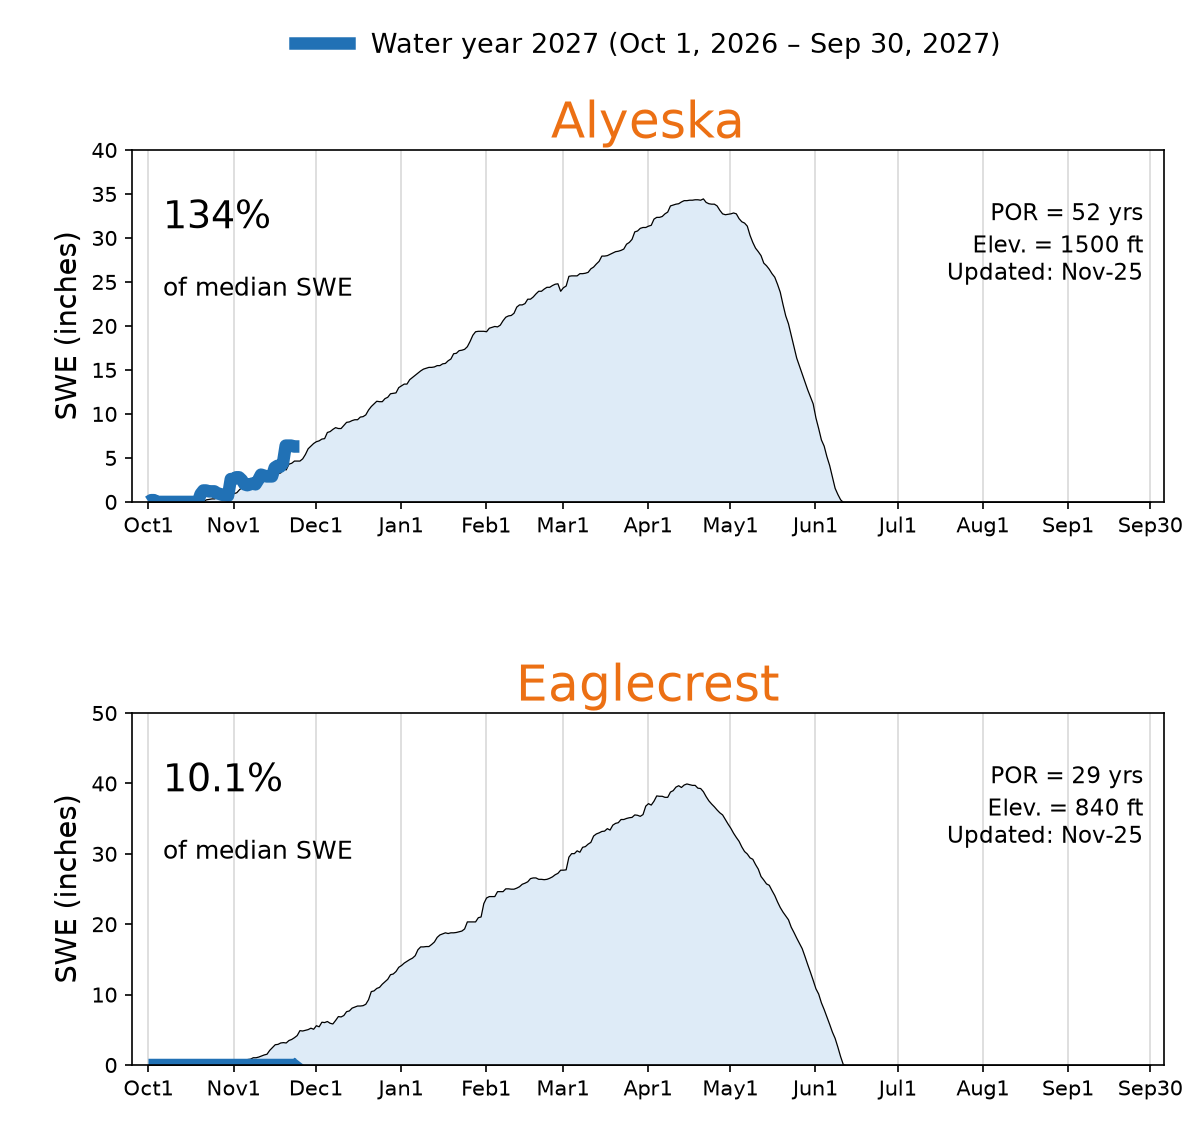 Water year 2027 (Oct 1, 2026 – Sep 30, 2027)
Alyeska
40
35
30
25
20
15
10
5
0
SWE (inches)
134%
of median SWE
POR = 52 yrs
Elev. = 1500 ft
Updated: Nov-25
Oct1 Nov1 Dec1 Jan1 Feb1 Mar1 Apr1 May1 Jun1 Jul1 Aug1 Sep1 Sep30
Eaglecrest
50
40
30
20
10
0
SWE (inches)
10.1%
of median SWE
POR = 29 yrs
Elev. = 840 ft
Updated: Nov-25
Oct1 Nov1 Dec1 Jan1 Feb1 Mar1 Apr1 May1 Jun1 Jul1 Aug1 Sep1 Sep30